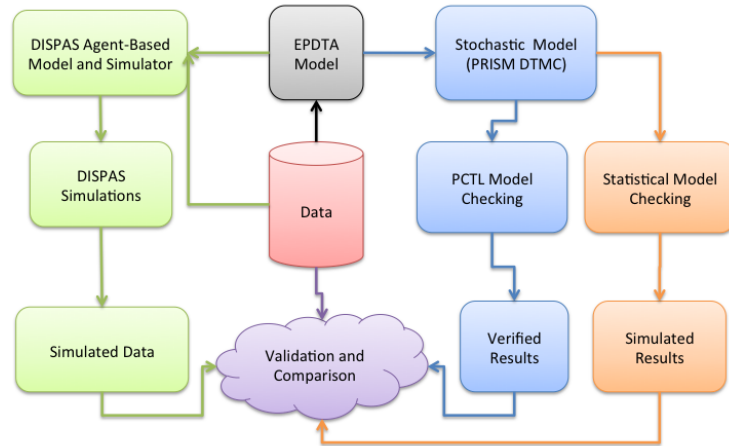 DISPAS Agent-Based
Model and Simulator
EPDTA
Model
Stochastic Model
(PRISM DTMC)
DISPAS
Simulations
Data
PCTL Model
Checking
Statistical Model
Checking
Simulated Data
Validation and
Comparison
Verified
Results
Simulated
Results